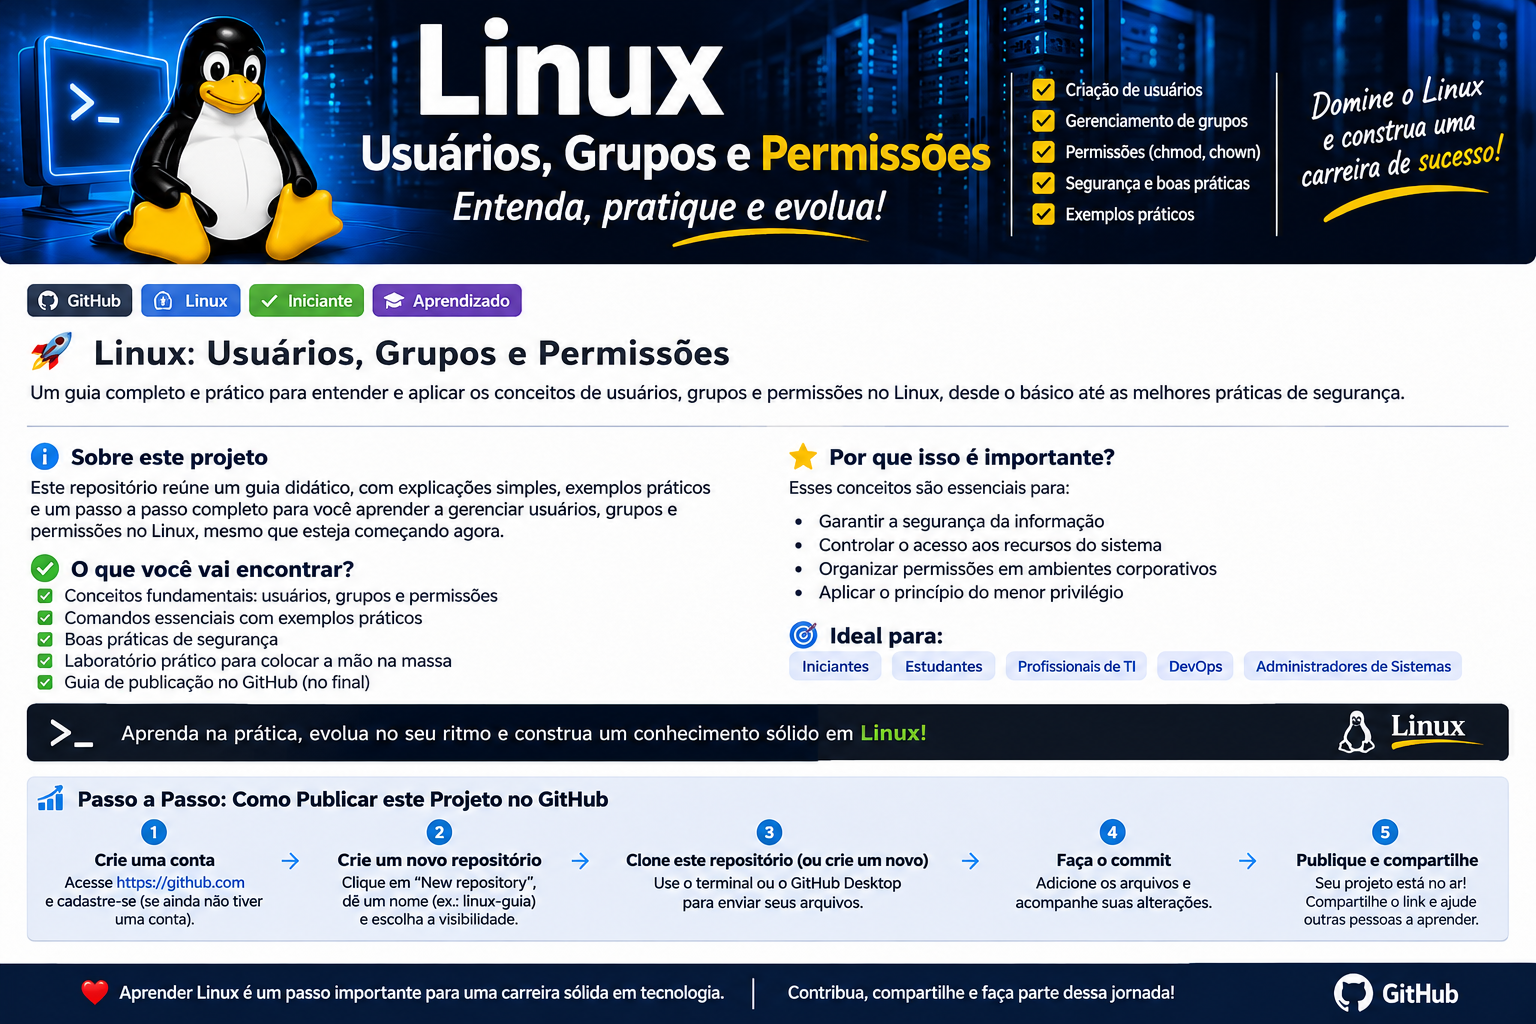 >_
Linux
Usuários, Grupos e Permissões
Entenda, pratique e evolua!
Criação de usuários
Gerenciamento de grupos
Permissões (chmod, chown)
Segurança e boas práticas
Exemplos práticos
Domine o Linux
e construa uma
carreira de sucesso!
GitHub
Linux
Iniciante
Aprendizado
Linux: Usuários, Grupos e Permissões
Um guia completo e prático para entender e aplicar os conceitos de usuários, grupos e permissões no Linux, desde o básico até as melhores práticas de segurança.
Sobre este projeto
Este repositório reúne um guia didático, com explicações simples, exemplos práticos
e um passo a passo completo para você aprender a gerenciar usuários, grupos e
permissões no Linux, mesmo que esteja começando agora.
O que você vai encontrar?
Conceitos fundamentais: usuários, grupos e permissões
Comandos essenciais com exemplos práticos
Boas práticas de segurança
Laboratório prático para colocar a mão na massa
Guia de publicação no GitHub (no final)
Por que isso é importante?
Esses conceitos são essenciais para:
• Garantir a segurança da informação
• Controlar o acesso aos recursos do sistema
• Organizar permissões em ambientes corporativos
• Aplicar o princípio do menor privilégio
Ideal para:
Iniciantes
Estudantes
Profissionais de TI
DevOps
Administradores de Sistemas
>_ Aprenda na prática, evolua no seu ritmo e construa um conhecimento sólido em Linux!
Linux
Passo a Passo: Como Publicar este Projeto no GitHub
1
Crie uma conta
Acesse https://github.com
e cadastre-se (se ainda não tiver
uma conta).
2
Crie um novo repositório
Clique em “New repository”,
dê um nome (ex.: linux-guia)
e escolha a visibilidade.
3
Clone este repositório (ou crie um novo)
Use o terminal ou o GitHub Desktop
para enviar seus arquivos.
4
Faça o commit
Adicione os arquivos e
acompanhe suas alterações.
5
Publique e compartilhe
Seu projeto está no ar!
Compartilhe o link e ajude
outras pessoas a aprender.
Aprender Linux é um passo importante para uma carreira sólida em tecnologia.
Contribua, compartilhe e faça parte dessa jornada!
GitHub